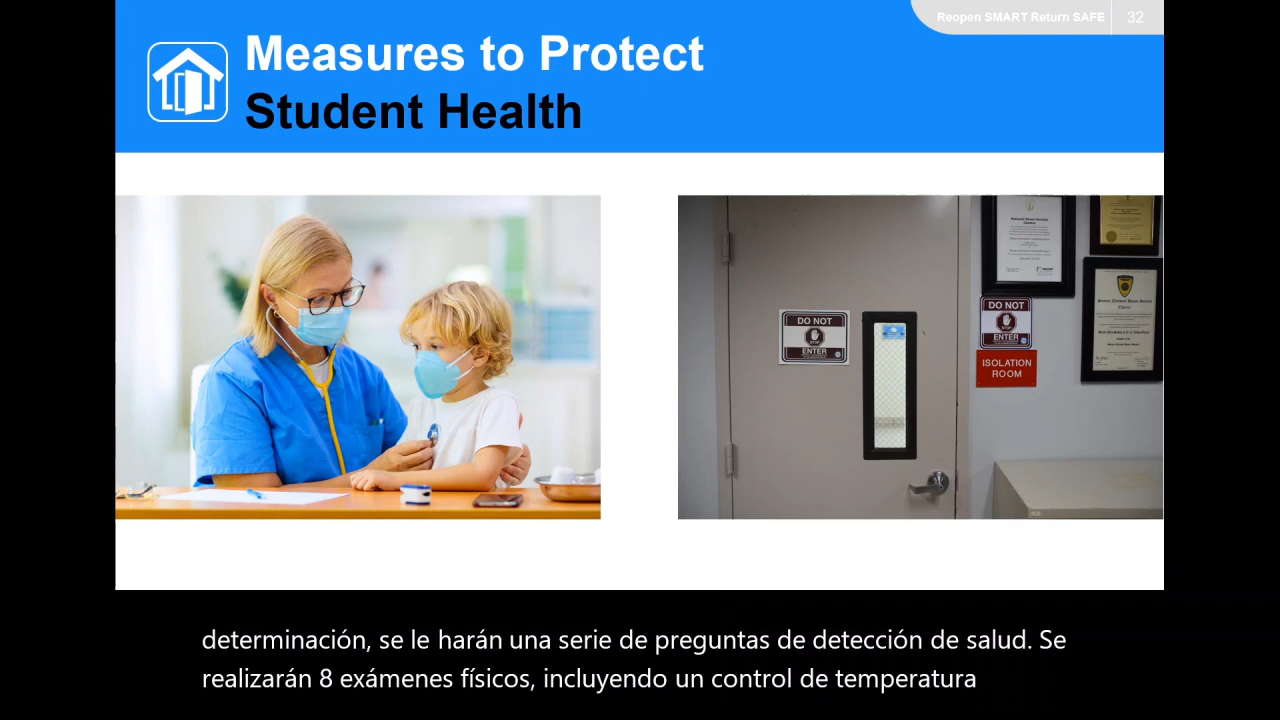 Reopen SMART Return SAFE 32
Measures to Protect
Student Health
DO NOT
STOP
ENTER
DO NOT
STOP
ENTER
ISOLATION
ROOM
determinación, se le harán una serie de preguntas de detección de salud. Se
realizarán 8 exámenes físicos, incluyendo un control de temperatura